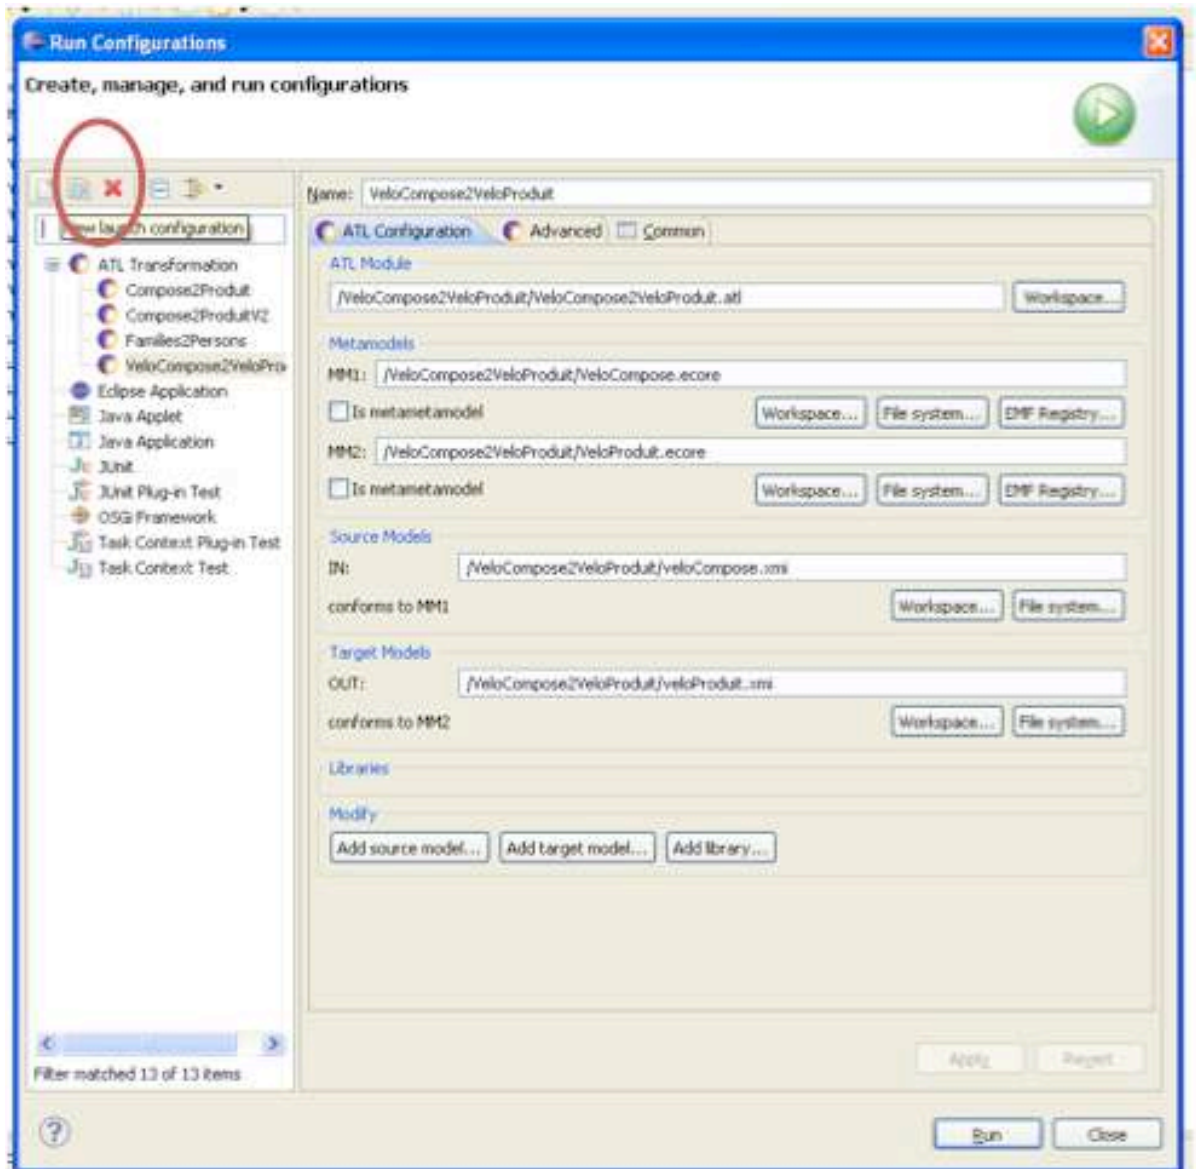 Run Configurations
Create, manage, and run configurations
Name: VeloCompose2VeloProduit
launch configuration
ATL Configuration Advanced Common
ATL Transformation
ATL Module
Compose2Produit
/VeloCompose2VeloProduit/VeloCompose2VeloProduit.atl Workspace...
Compose2ProduitV2
Families2Persons
Metamodels
VeloCompose2VeloPro
MM1: /VeloCompose2VeloProduit/VeloCompose.ecore
Eclipse Application
Java Applet
Is metametamodel Workspace... File system... EMF Registry...
Java Application
MM2: /VeloCompose2VeloProduit/VeloProduit.ecore
JUnit
JUnit Plug-in Test
Is metametamodel Workspace... File system... EMF Registry...
OSGi Framework
Task Context Plug-in Test
Source Models
Task Context Test
IN: /VeloCompose2VeloProduit/veloCompose.xmi
conforms to MM1 Workspace... File system...
Target Models
OUT: /VeloCompose2VeloProduit/veloProduit.xmi
conforms to MM2 Workspace... File system...
Libraries
Modify
Add source model... Add target model... Add library...
Filter matched 13 of 13 items
Apply Revert
Run Close